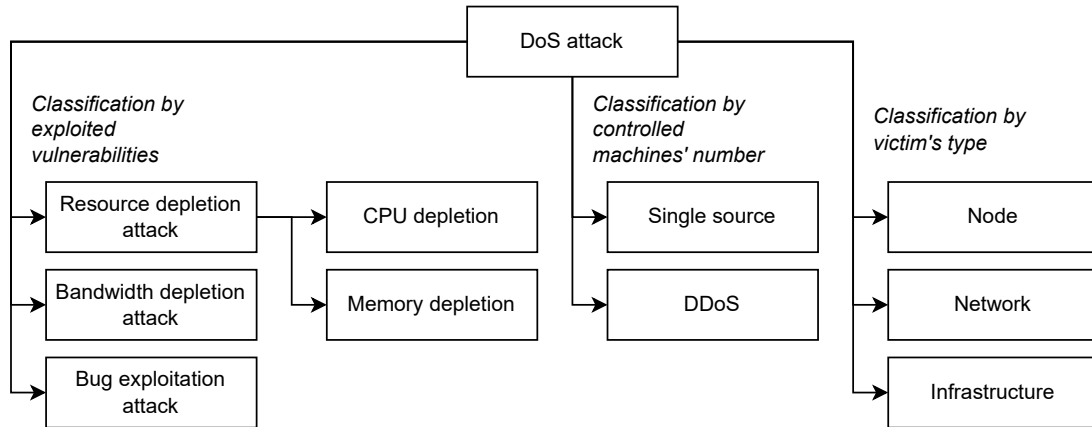 DoS attack
Classification by
exploited
vulnerabilities
Resource depletion
attack
Bandwidth depletion
attack
Bug exploitation
attack
CPU depletion
Memory depletion
Classification by
controlled
machines' number
Single source
DDoS
Classification by
victim's type
Node
Network
Infrastructure